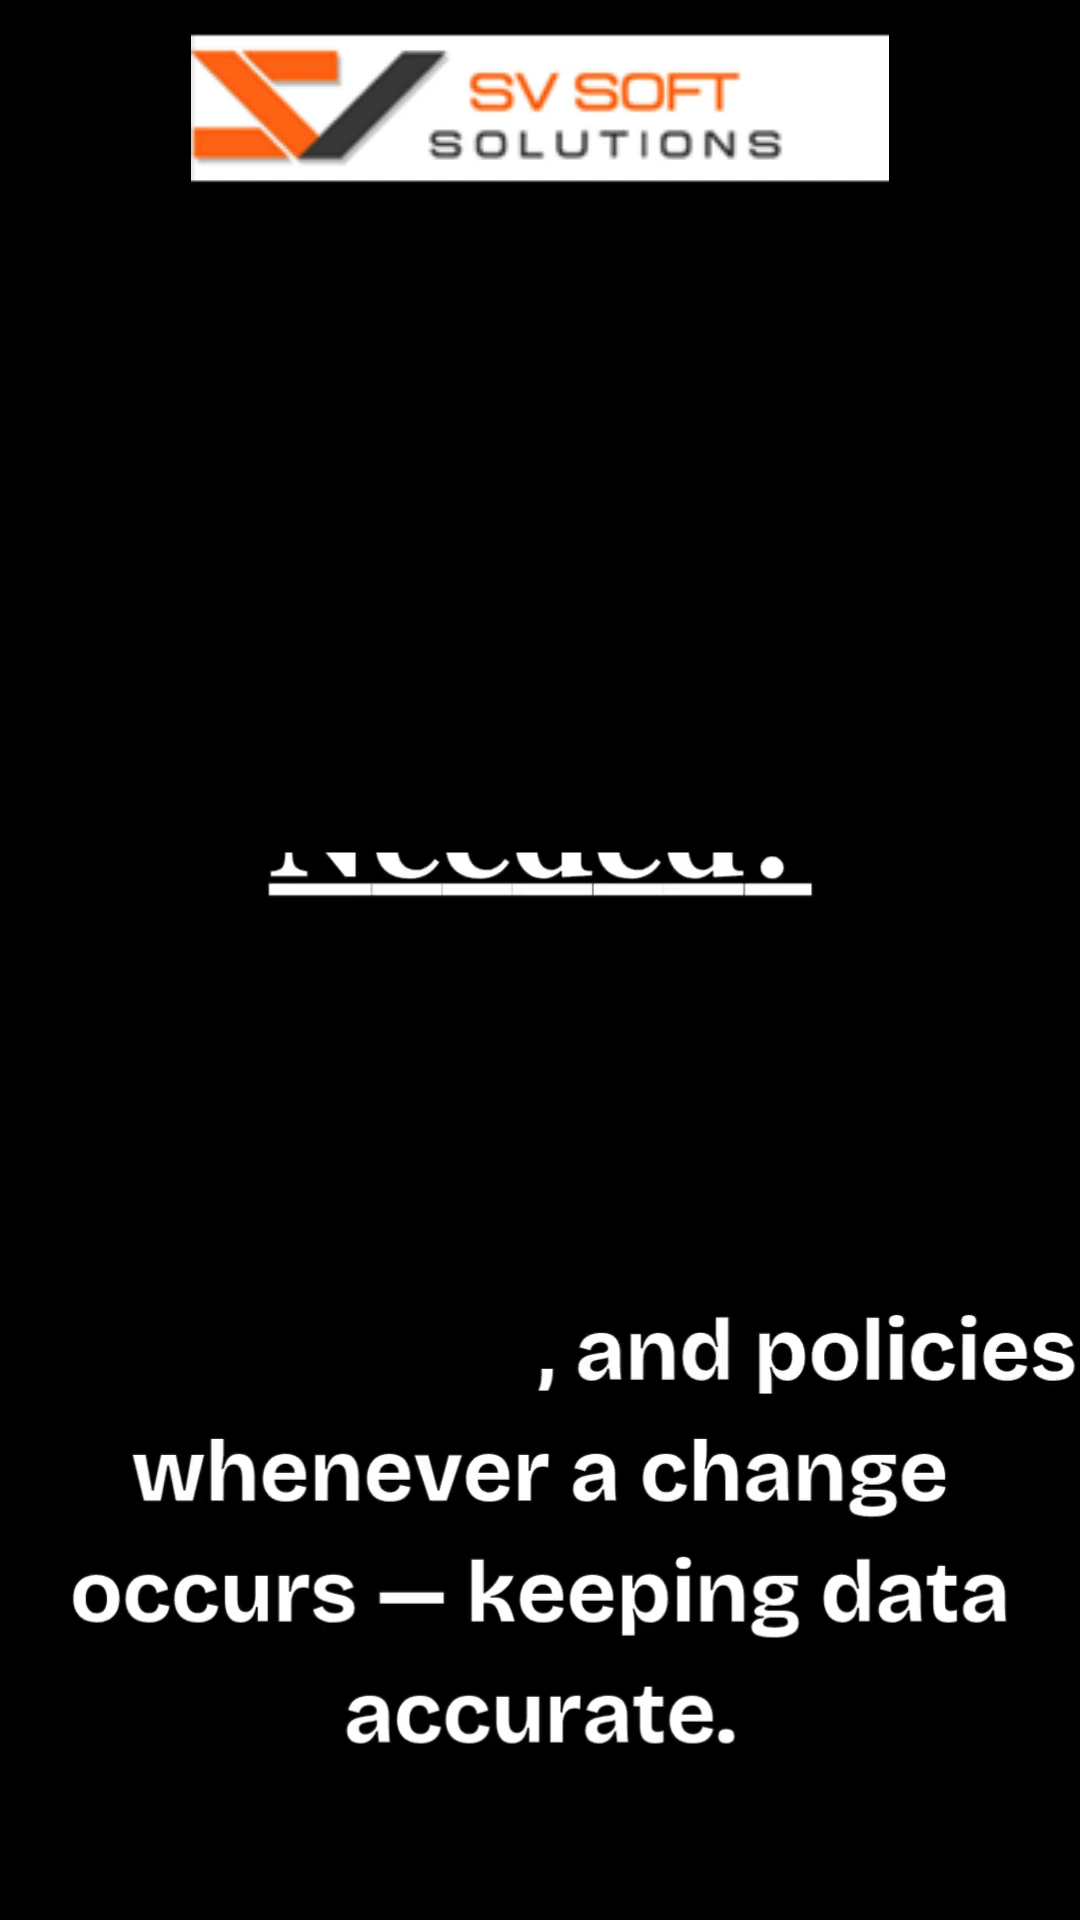 SV SOFT
SOLUTIONS
, and policies
whenever a change
occurs — keeping data
accurate.